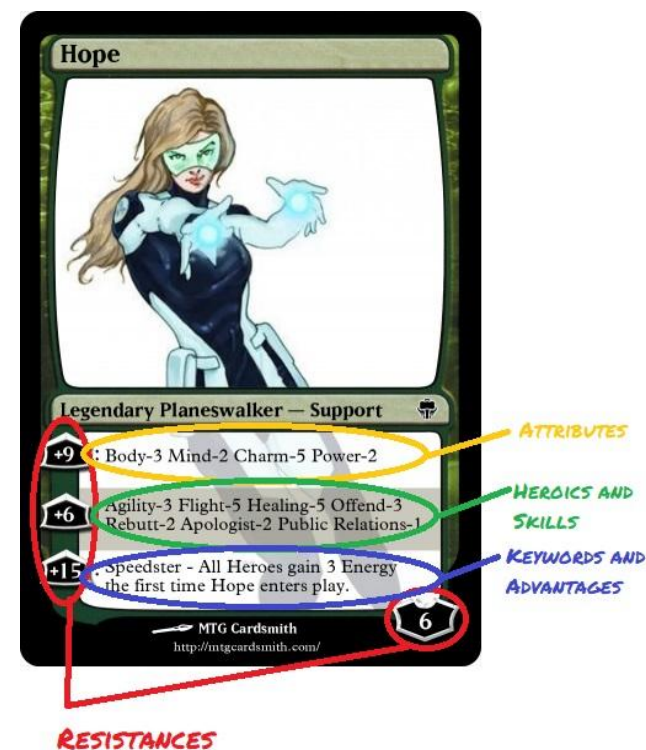 Hope
Legendary Planeswalker — Support
+9 : Body-3 Mind-2 Charm-5 Power-2
ATTRIBUTES
+6 : Agility-3 Flight-5 Healing-5 Offend-3
Rebutt-2 Apologist-2 Public Relations-1
HEROICS AND
SKILLS
+15 : Speedster - All Heroes gain 3 Energy
the first time Hope enters play.
KEYWORDS AND
ADVANTAGES
6
MTG Cardsmith
http://mtgcardsmith.com/
RESISTANCES